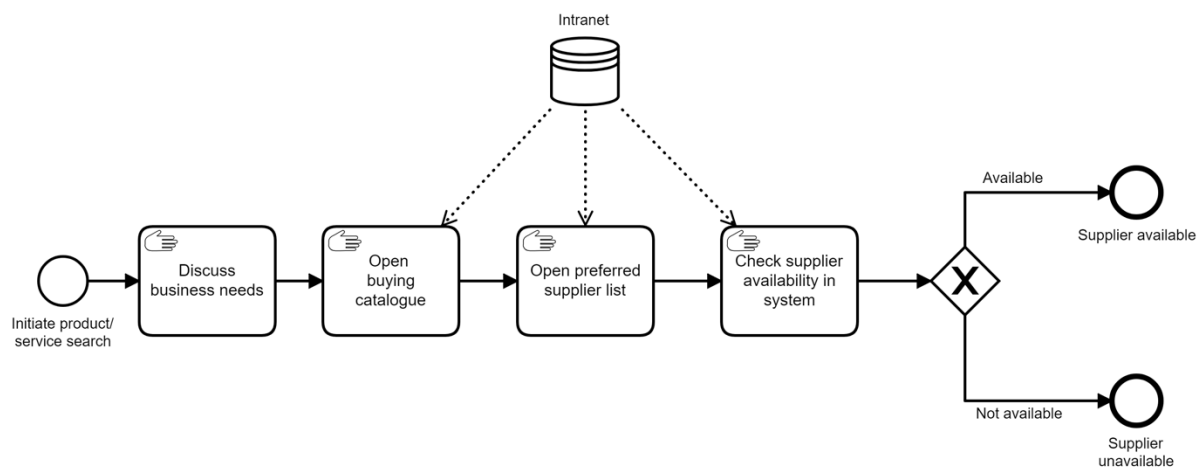 Intranet
Available
Supplier available
Discuss
business needs
Open
buying
catalogue
Open preferred
supplier list
Check supplier
availability in
system
X
Initiate product/
service search
Not available
Supplier
unavailable